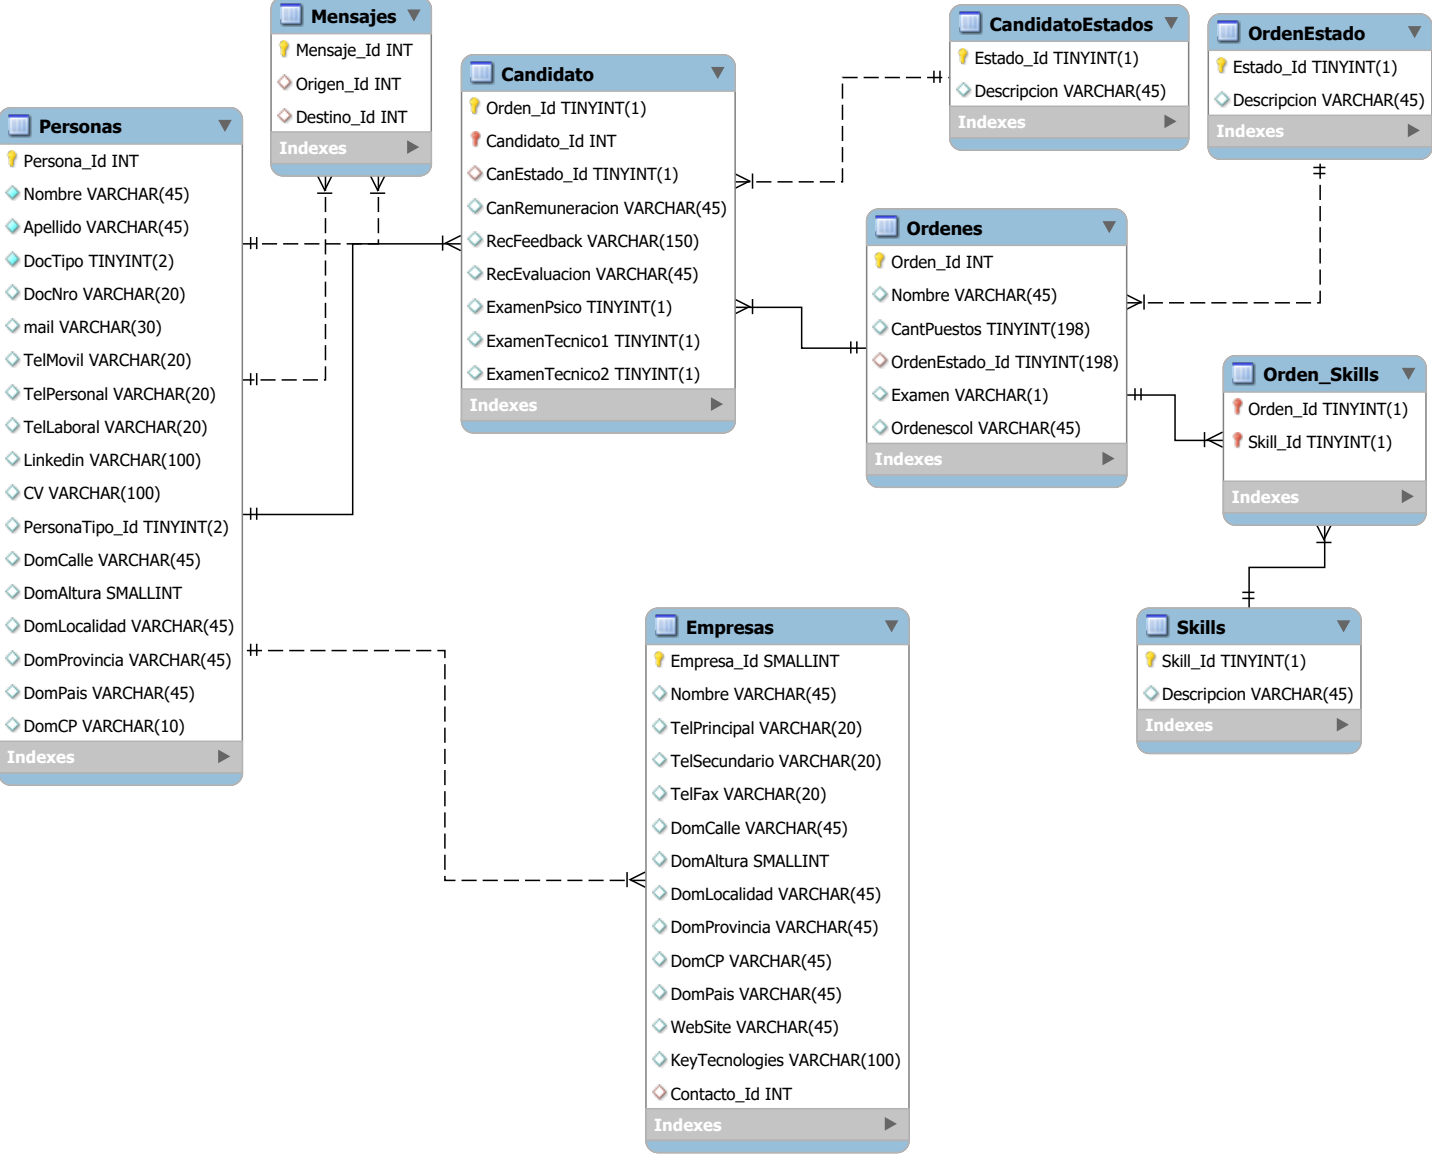 Mensajes
Mensaje_Id INT
Origen_Id INT
Destino_Id INT
Indexes
Personas
Persona_Id INT
Nombre VARCHAR(45)
Apellido VARCHAR(45)
DocTipo TINYINT(2)
DocNro VARCHAR(20)
mail VARCHAR(30)
TelMovil VARCHAR(20)
TelPersonal VARCHAR(20)
TelLaboral VARCHAR(20)
Linkedin VARCHAR(100)
CV VARCHAR(100)
PersonaTipo_Id TINYINT(2)
DomCalle VARCHAR(45)
DomAltura SMALLINT
DomLocalidad VARCHAR(45)
DomProvincia VARCHAR(45)
DomPais VARCHAR(45)
DomCP VARCHAR(10)
Indexes
Candidato
Orden_Id TINYINT(1)
Candidato_Id INT
CanEstado_Id TINYINT(1)
CanRemuneracion VARCHAR(45)
RecFeedback VARCHAR(150)
RecEvaluacion VARCHAR(45)
ExamenPsico TINYINT(1)
ExamenTecnico1 TINYINT(1)
ExamenTecnico2 TINYINT(1)
Indexes
CandidatoEstados
Estado_Id TINYINT(1)
Descripcion VARCHAR(45)
Indexes
OrdenEstado
Estado_Id TINYINT(1)
Descripcion VARCHAR(45)
Indexes
Ordenes
Orden_Id INT
Nombre VARCHAR(45)
CantPuestos TINYINT(198)
OrdenEstado_Id TINYINT(198)
Examen VARCHAR(1)
Ordenescol VARCHAR(45)
Indexes
Orden_Skills
Orden_Id TINYINT(1)
Skill_Id TINYINT(1)
Indexes
Empresas
Empresa_Id SMALLINT
Nombre VARCHAR(45)
TelPrincipal VARCHAR(20)
TelSecundario VARCHAR(20)
TelFax VARCHAR(20)
DomCalle VARCHAR(45)
DomAltura SMALLINT
DomLocalidad VARCHAR(45)
DomProvincia VARCHAR(45)
DomCP VARCHAR(45)
DomPais VARCHAR(45)
WebSite VARCHAR(45)
KeyTecnologies VARCHAR(100)
Contacto_Id INT
Indexes
Skills
Skill_Id TINYINT(1)
Descripcion VARCHAR(45)
Indexes